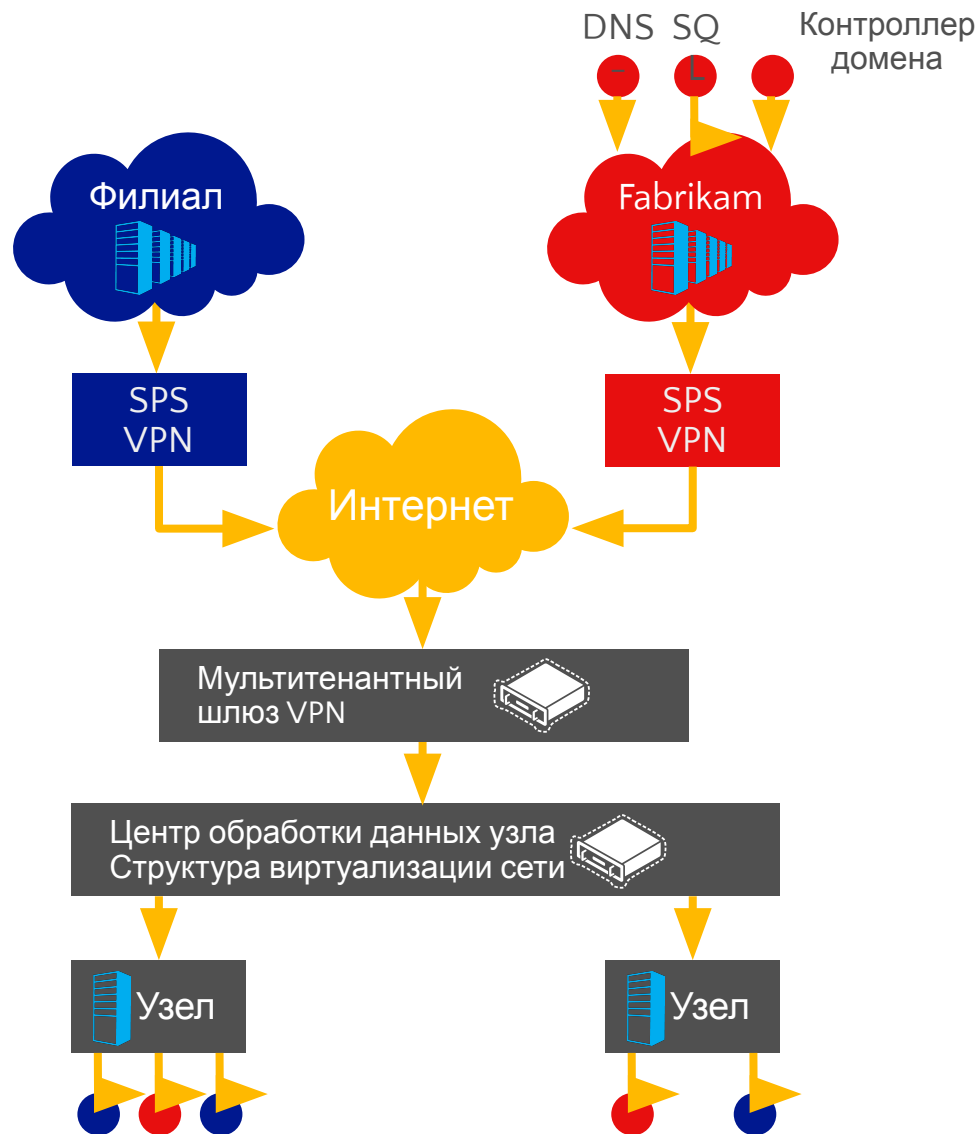 DNS SQL Контроллер
домена
Филиал
Fabrikam
SPS
VPN
SPS
VPN
Интернет
Мультитенантный
шлюз VPN
Центр обработки данных узла
Структура виртуализации сети
Узел
Узел